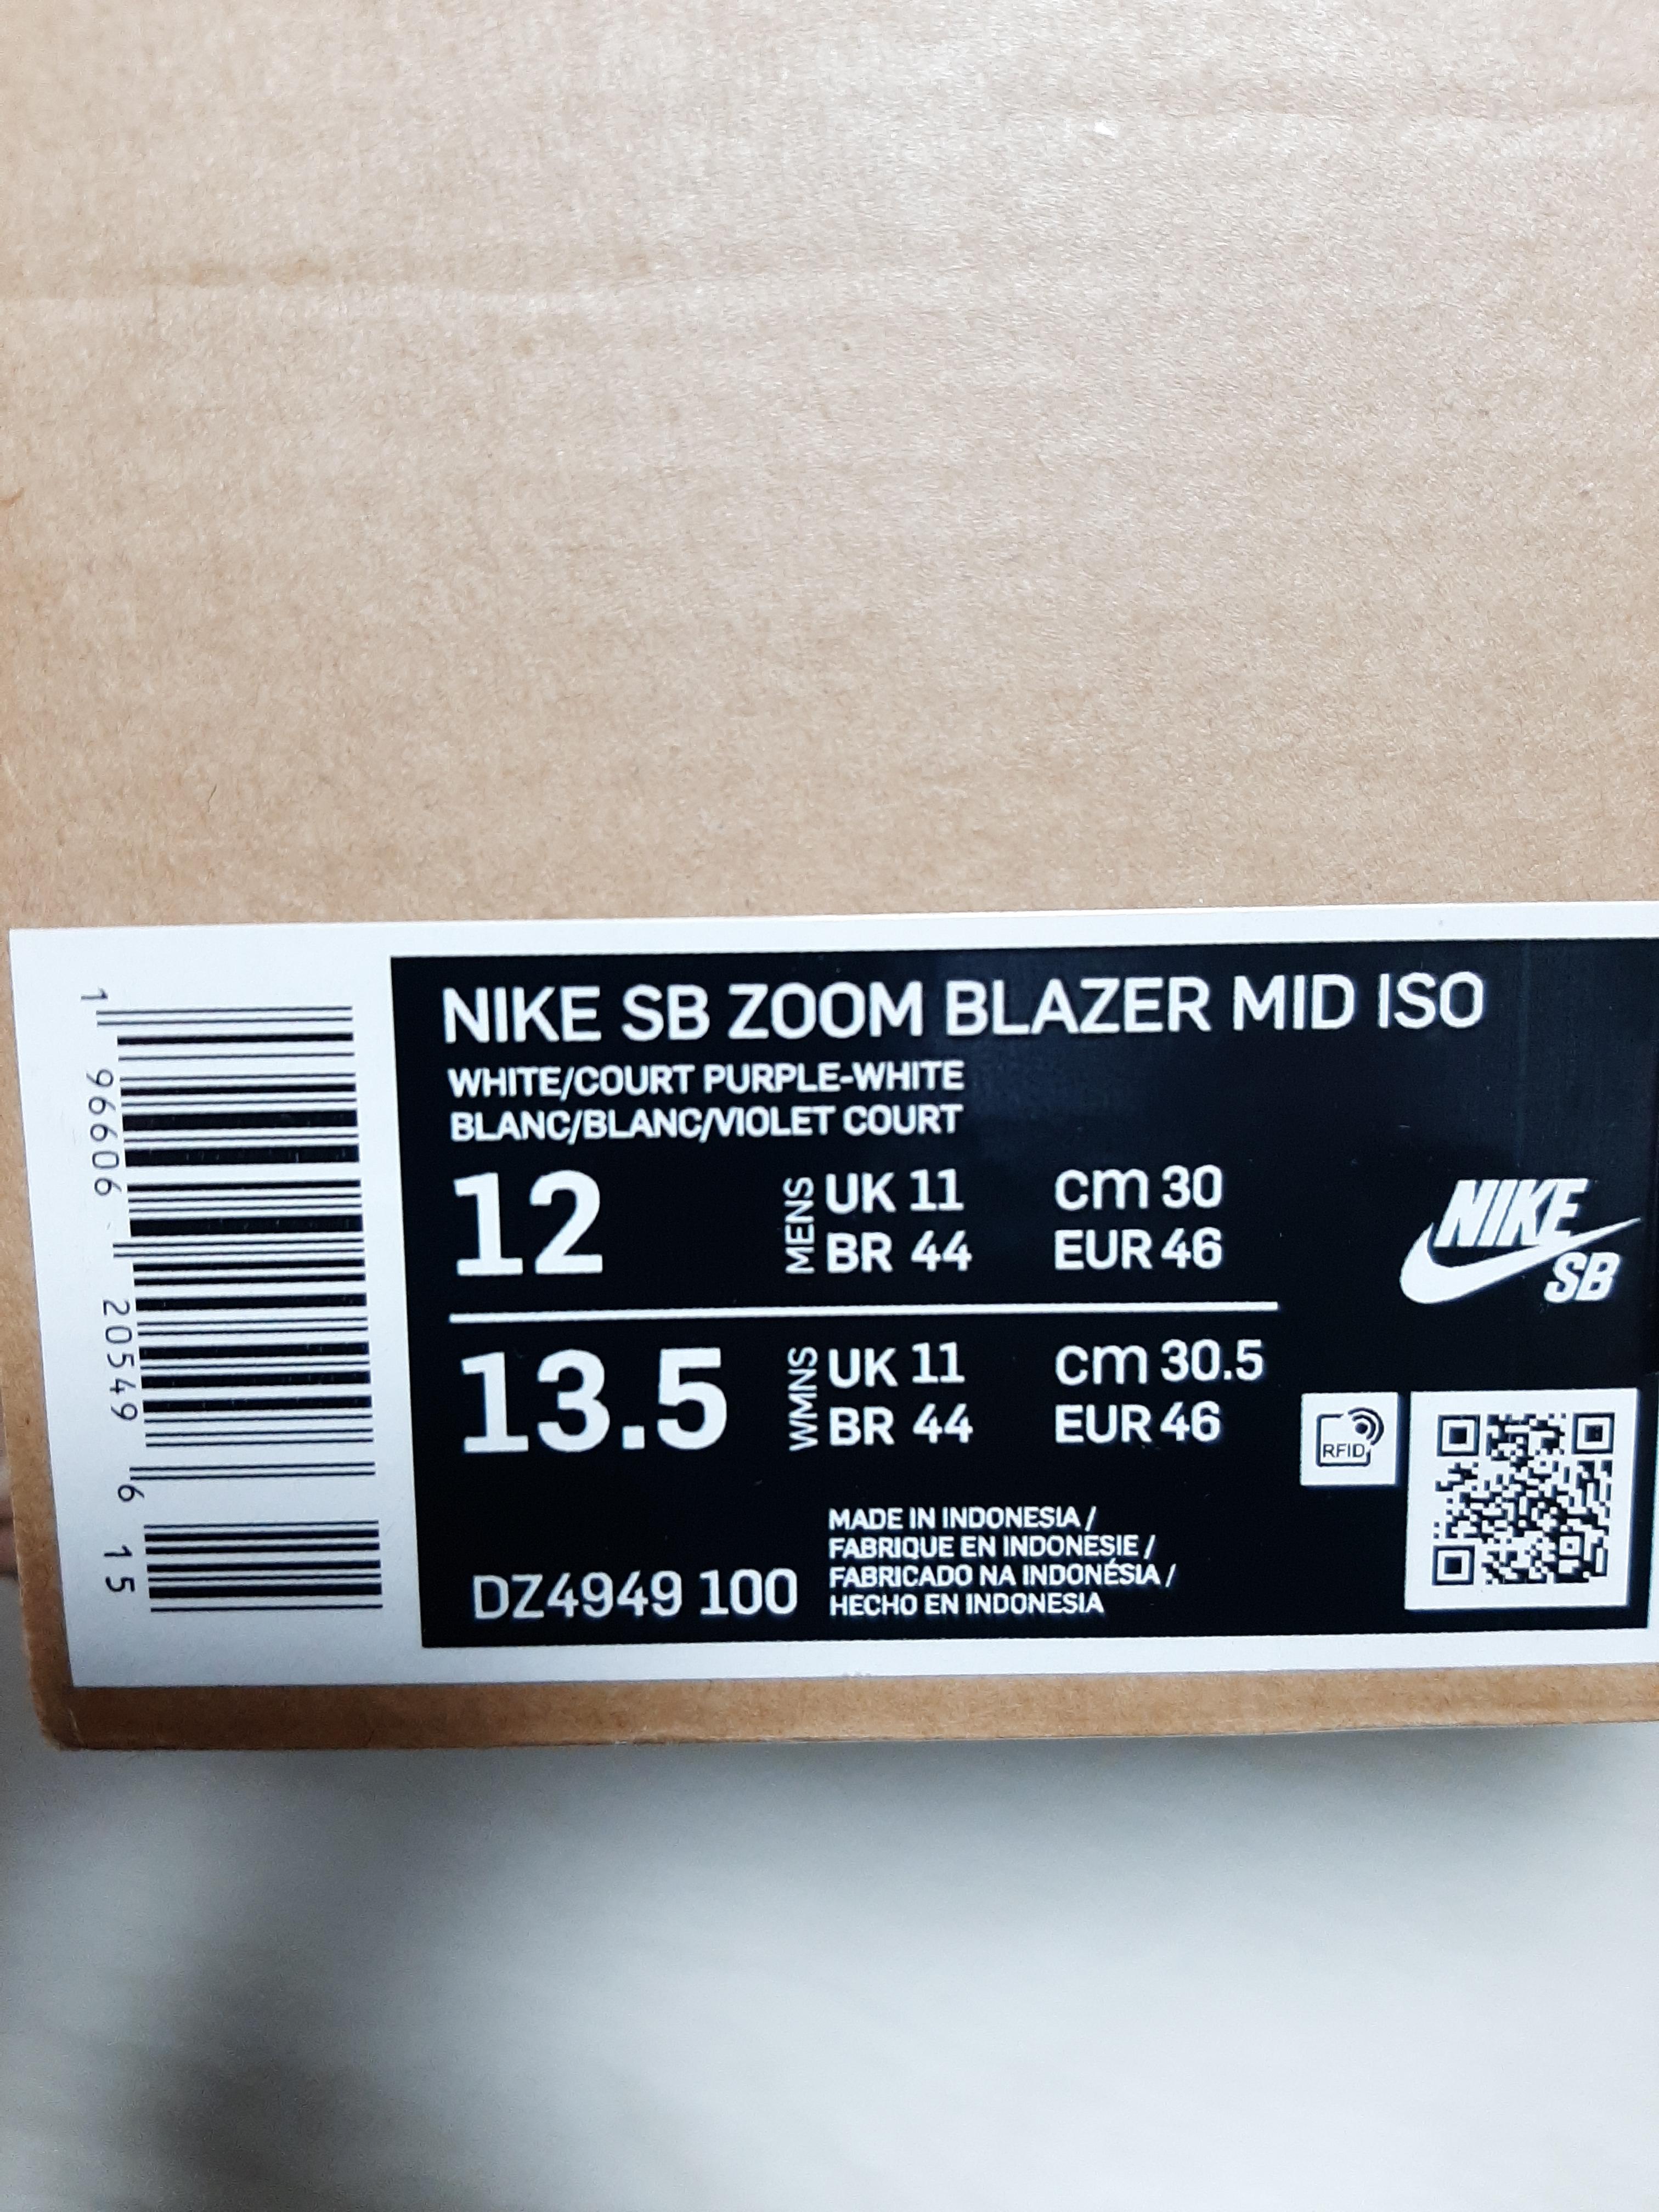 1 96606 20549 6 15
NIKE SB ZOOM BLAZER MID ISO
WHITE/COURT PURPLE-WHITE
BLANC/BLANC/VIOLET COURT
12 MENS UK 11 cm 30
BR 44 EUR 46
NIKE
SB
13.5 WMNS UK 11 cm 30.5
BR 44 EUR 46
RFID
DZ4949 100
MADE IN INDONESIA /
FABRIQUE EN INDONESIE /
FABRICADO NA INDONÉSIA /
HECHO EN INDONESIA